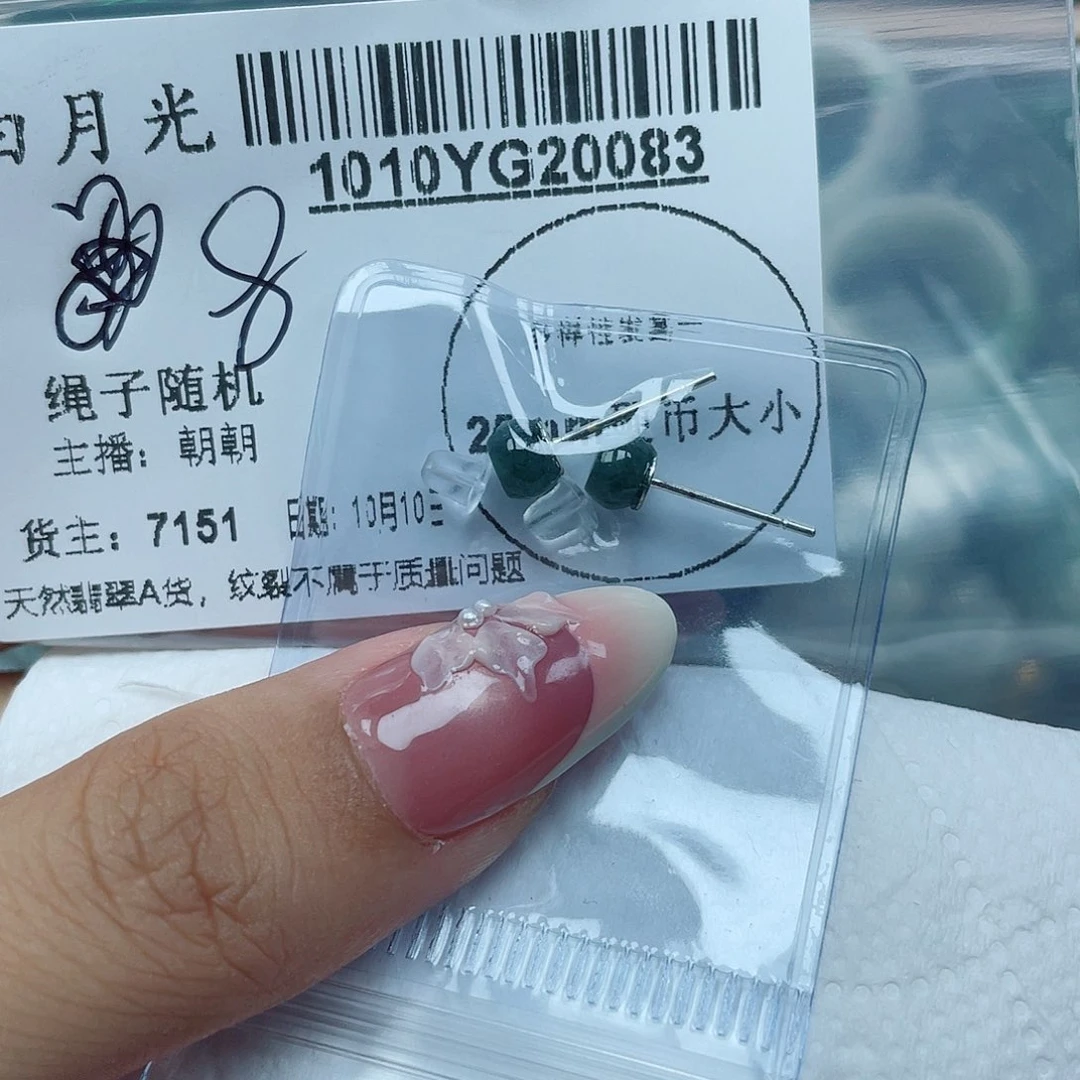 白月光
1010YG20083
绳子随机
主播：朝朝
币大小
货主：7151 日期：10月10日
天然翡翠A货，纹裂不属于质量问题